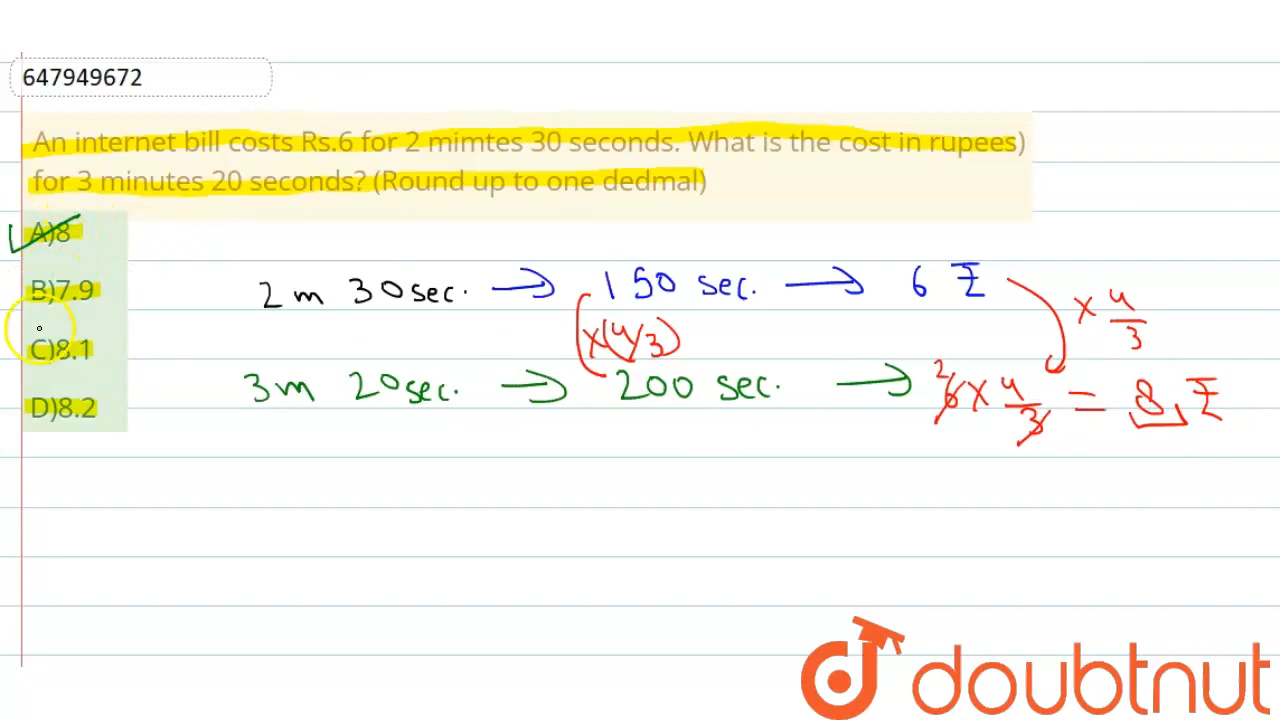 647949672
An internet bill costs Rs.6 for 2 mimtes 30 seconds. What is the cost in rupees)
for 3 minutes 20 seconds? (Round up to one dedmal)
A)8
B)7.9
C)8.1
D)8.2
2 m 30 sec. → 150 sec. → 6 ₹
×(4/3)
× 4/3
3 m 20 sec. → 200 sec. → 2 6 × 4/3 = 8 ₹
doubtnut